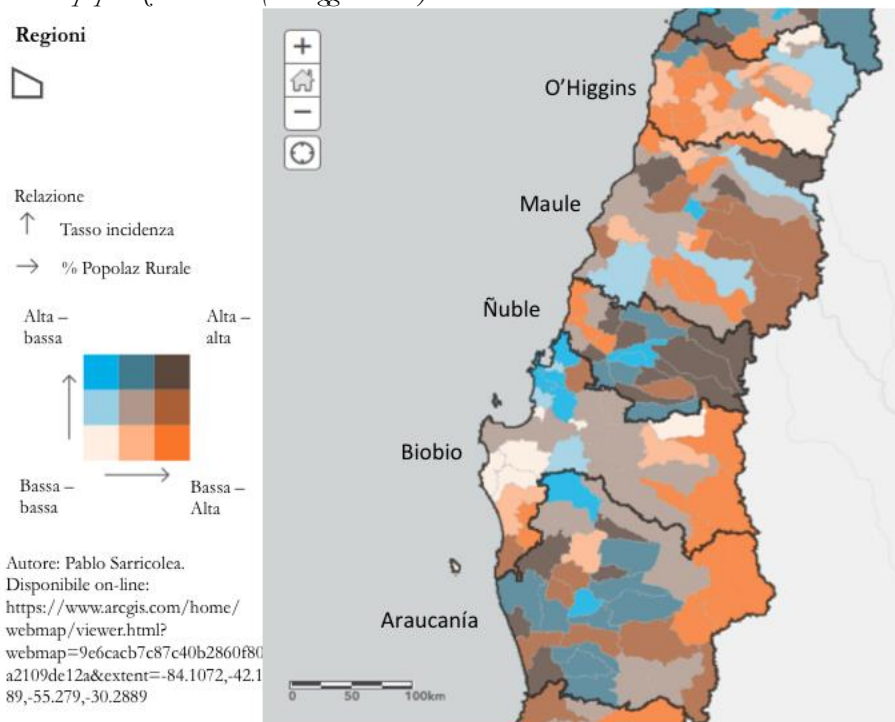 Regioni
Relazione
Tasso incidenza
% Popolaz Rurale
Alta –
bassa
Alta –
alta
Bassa –
bassa
Bassa –
Alta
Autore: Pablo Sarricolea.
Disponibile on-line:
https://www.arcgis.com/home/
webmap/viewer.html?
webmap=9e6cacb7c87c40b2860f80
a2109de12a&extent=-84.1072,-42.1
89,-55.279,-30.2889
O’Higgins
Maule
Ñuble
Biobio
Araucanía
0 50 100km